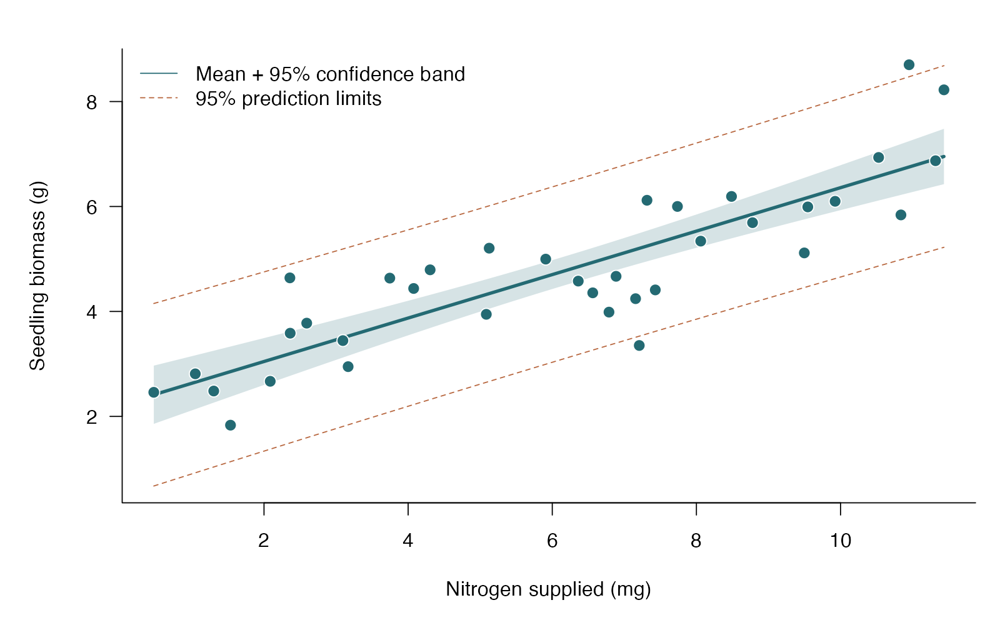 Mean + 95% confidence band
95% prediction limits
8
6
4
2
Seedling biomass (g)
2
4
6
8
10
Nitrogen supplied (mg)